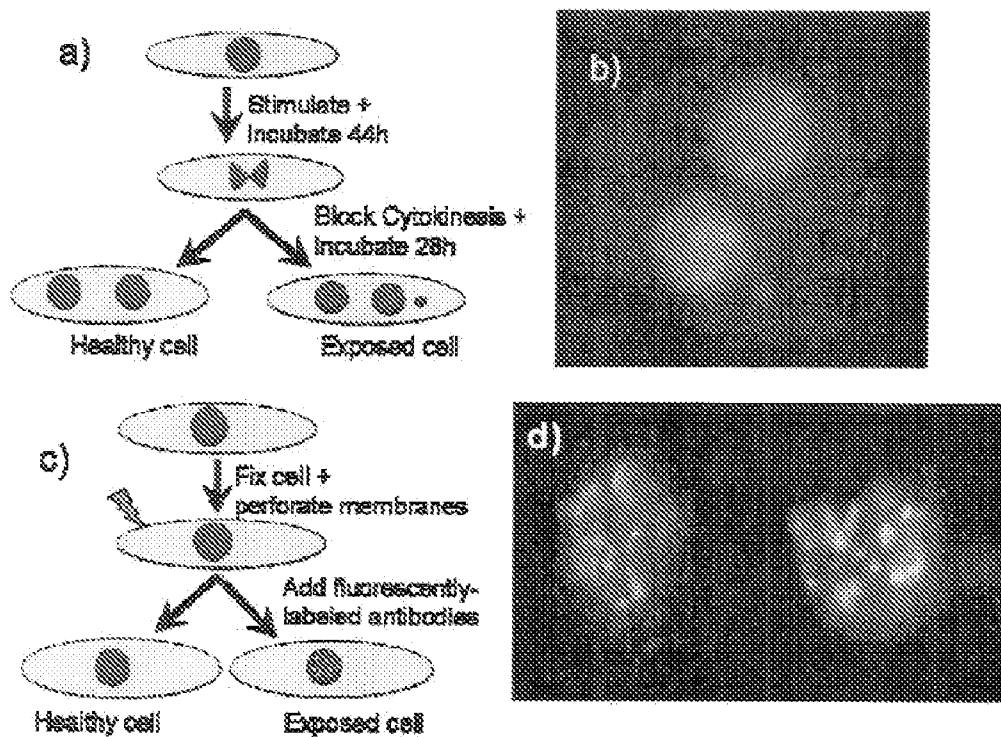 a)
Stimulate +
Incubate 44h
Block Cytokinesis +
Incubate 28h
Healthy cell
Exposed cell
b)
c)
Fix cell +
perforate membranes
Add fluorescently-
labeled antibodies
Healthy cell
Exposed cell
d)